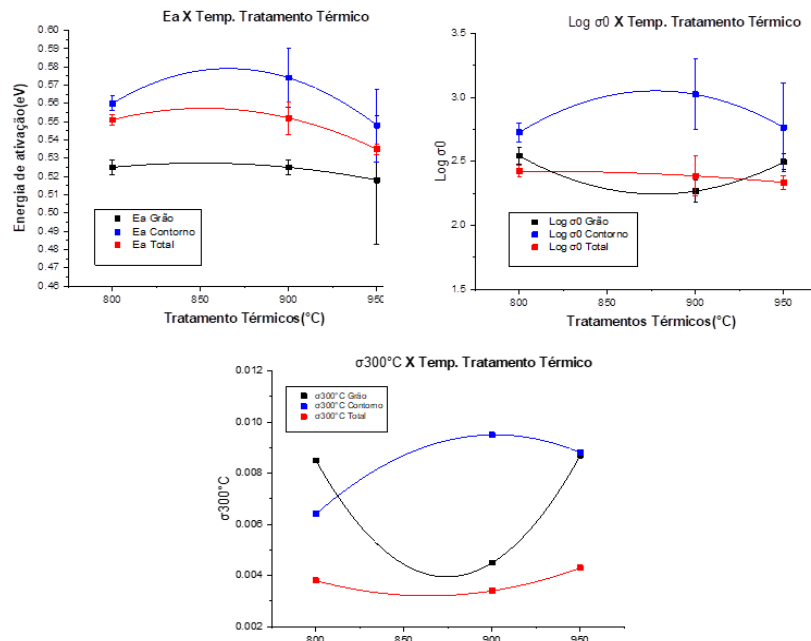 Ea X Temp. Tratamento Térmico
Energia de ativação(eV)
0.60
0.59
0.58
0.57
0.56
0.55
0.54
0.53
0.52
0.51
0.50
0.49
0.48
0.47
0.46
Ea Grão
Ea Contorno
Ea Total
800
850
900
950
Tratamento Térmicos(°C)
Log σ0 X Temp. Tratamento Térmico
Log σ0
3.5
3.0
2.5
2.0
1.5
Log σ0 Grão
Log σ0 Contorno
Log σ0 Total
800
850
900
950
Tratamentos Térmicos(°C)
σ300°C X Temp. Tratamento Térmico
σ300°C
0.012
0.010
0.008
0.006
0.004
0.002
σ300°C Grão
σ300°C Contorno
σ300°C Total
800
850
900
950